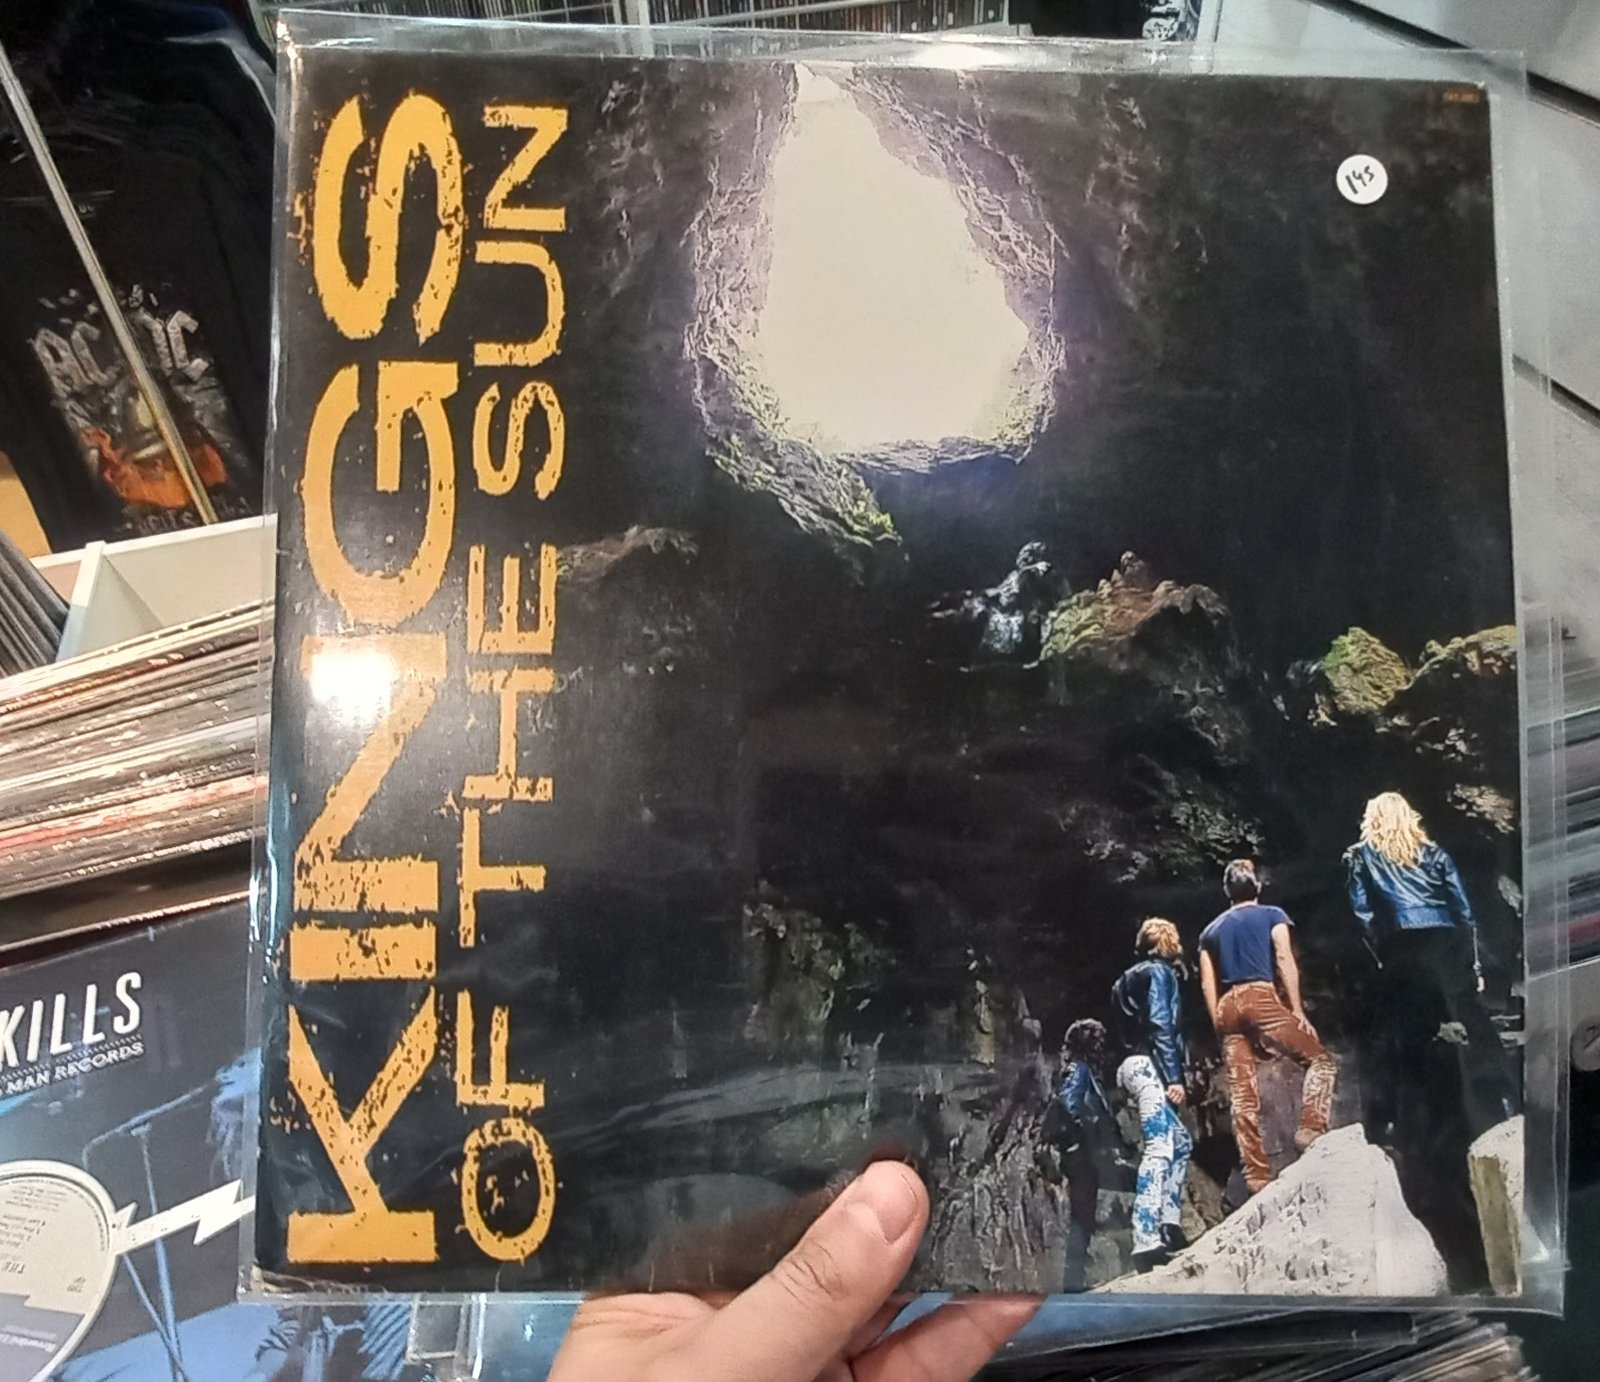 KINGS
OF THE SUN
145
AC DC
KILLS
MAN RECORDS